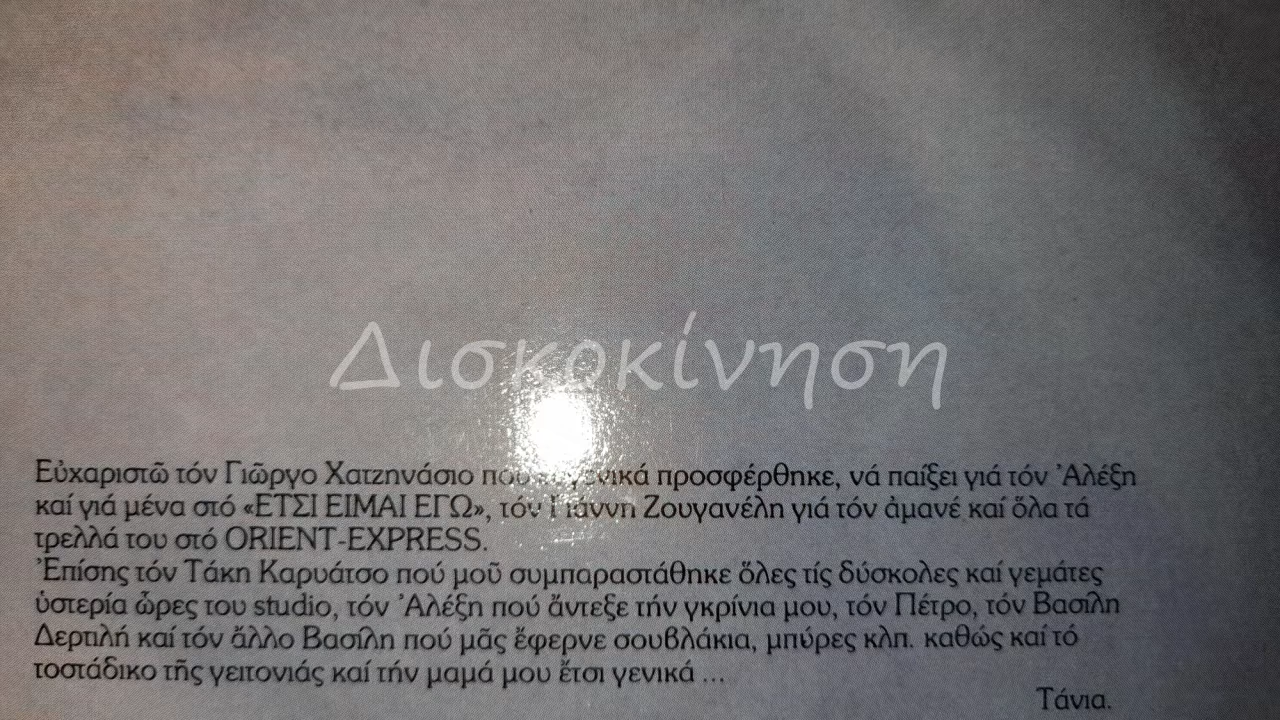 Δισκοκίνηση
Εὐχαριστῶ τόν Γιῶργο Χατζηνάσιο πού προσφέρθηκε, νά παίξει γιά τόν Ἀλέξη
καί γιά μένα στό «ΕΤΣΙ ΕΙΜΑΙ ΕΓΩ», τόν Γιάννη Ζουγανέλη γιά τόν ἀμανέ καί ὅλα τά
τρελλά του στό ORIENT-EXPRESS.
Ἐπίσης τόν Τάκη Καρυάτσο πού μοῦ συμπαραστάθηκε ὅλες τίς δύσκολες καί γεμάτες
ὑστερία ὧρες του studio, τόν Ἀλέξη πού ἄντεξε τήν γκρίνια μου, τόν Πέτρο, τόν Βασίλη
Δερτιλή καί τόν ἄλλο Βασίλη πού μᾶς ἔφερνε σουβλάκια, μπύρες κλπ. καθώς καί τό
τοστάδικο τῆς γειτονιάς καί τήν μαμά μου ἔτσι γενικά ...
Τάνια.